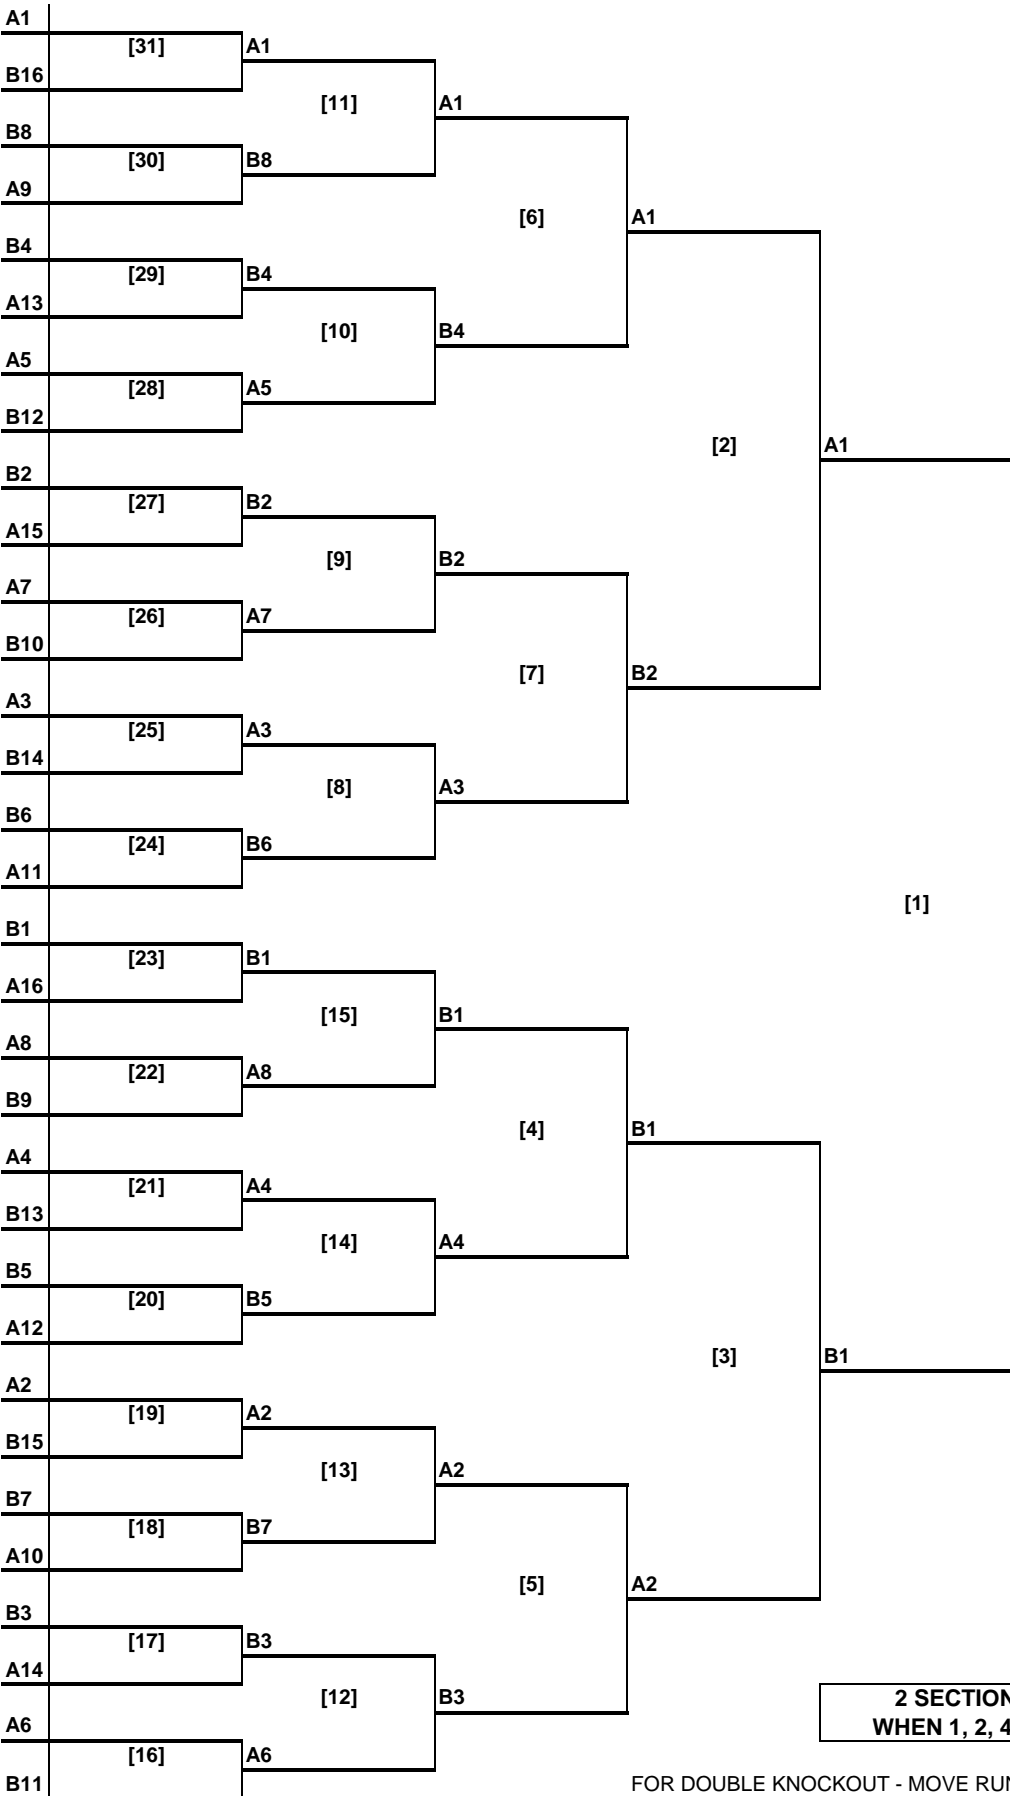 A1
[31] A1
B16
[11] A1
B8
[30] B8
A9
[6] A1
B4
[29] B4
A13
[10] B4
A5
[28] A5
B12
[2] A1
B2
[27] B2
A15
[9] B2
A7
[26] A7
B10
[7] B2
A3
[25] A3
B14
[8] A3
B6
[24] B6
A11
[1]
B1
[23] B1
A16
[15] B1
A8
[22] A8
B9
[4] B1
A4
[21] A4
B13
[14] A4
B5
[20] B5
A12
[3] B1
A2
[19] A2
B15
[13] A2
B7
[18] B7
A10
[5] A2
B3
[17] B3
A14
[12] B3
2 SECTION
A6
WHEN 1, 2, 4
[16] A6
B11
FOR DOUBLE KNOCKOUT - MOVE RUN